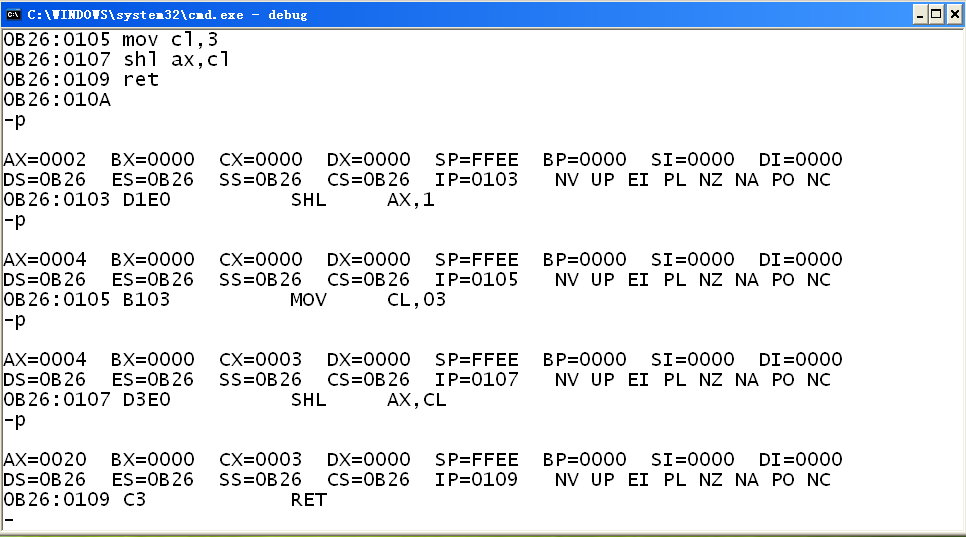 C:\WINDOWS\system32\cmd.exe - debug
0B26:0105 mov cl,3
0B26:0107 shl ax,cl
0B26:0109 ret
0B26:010A
-p
AX=0002  BX=0000  CX=0000  DX=0000  SP=FFEE  BP=0000  SI=0000  DI=0000
DS=0B26  ES=0B26  SS=0B26  CS=0B26  IP=0103   NV UP EI PL NZ NA PO NC
0B26:0103 D1E0          SHL     AX,1
-p
AX=0004  BX=0000  CX=0000  DX=0000  SP=FFEE  BP=0000  SI=0000  DI=0000
DS=0B26  ES=0B26  SS=0B26  CS=0B26  IP=0105   NV UP EI PL NZ NA PO NC
0B26:0105 B103          MOV     CL,03
-p
AX=0004  BX=0000  CX=0003  DX=0000  SP=FFEE  BP=0000  SI=0000  DI=0000
DS=0B26  ES=0B26  SS=0B26  CS=0B26  IP=0107   NV UP EI PL NZ NA PO NC
0B26:0107 D3E0          SHL     AX,CL
-p
AX=0020  BX=0000  CX=0003  DX=0000  SP=FFEE  BP=0000  SI=0000  DI=0000
DS=0B26  ES=0B26  SS=0B26  CS=0B26  IP=0109   NV UP EI PL NZ NA PO NC
0B26:0109 C3            RET
-